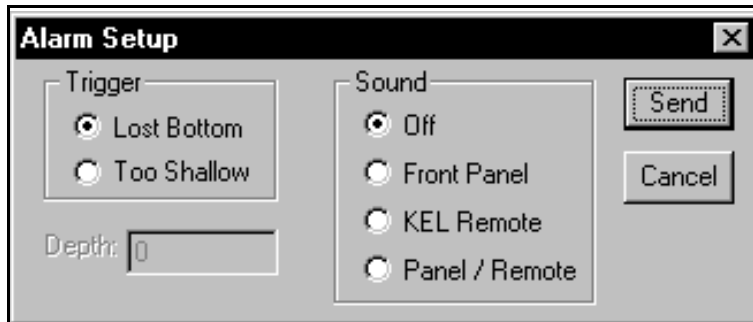 Alarm Setup
Trigger
Lost Bottom
Too Shallow
Depth: 0
Sound
Off
Front Panel
KEL Remote
Panel / Remote
Send
Cancel